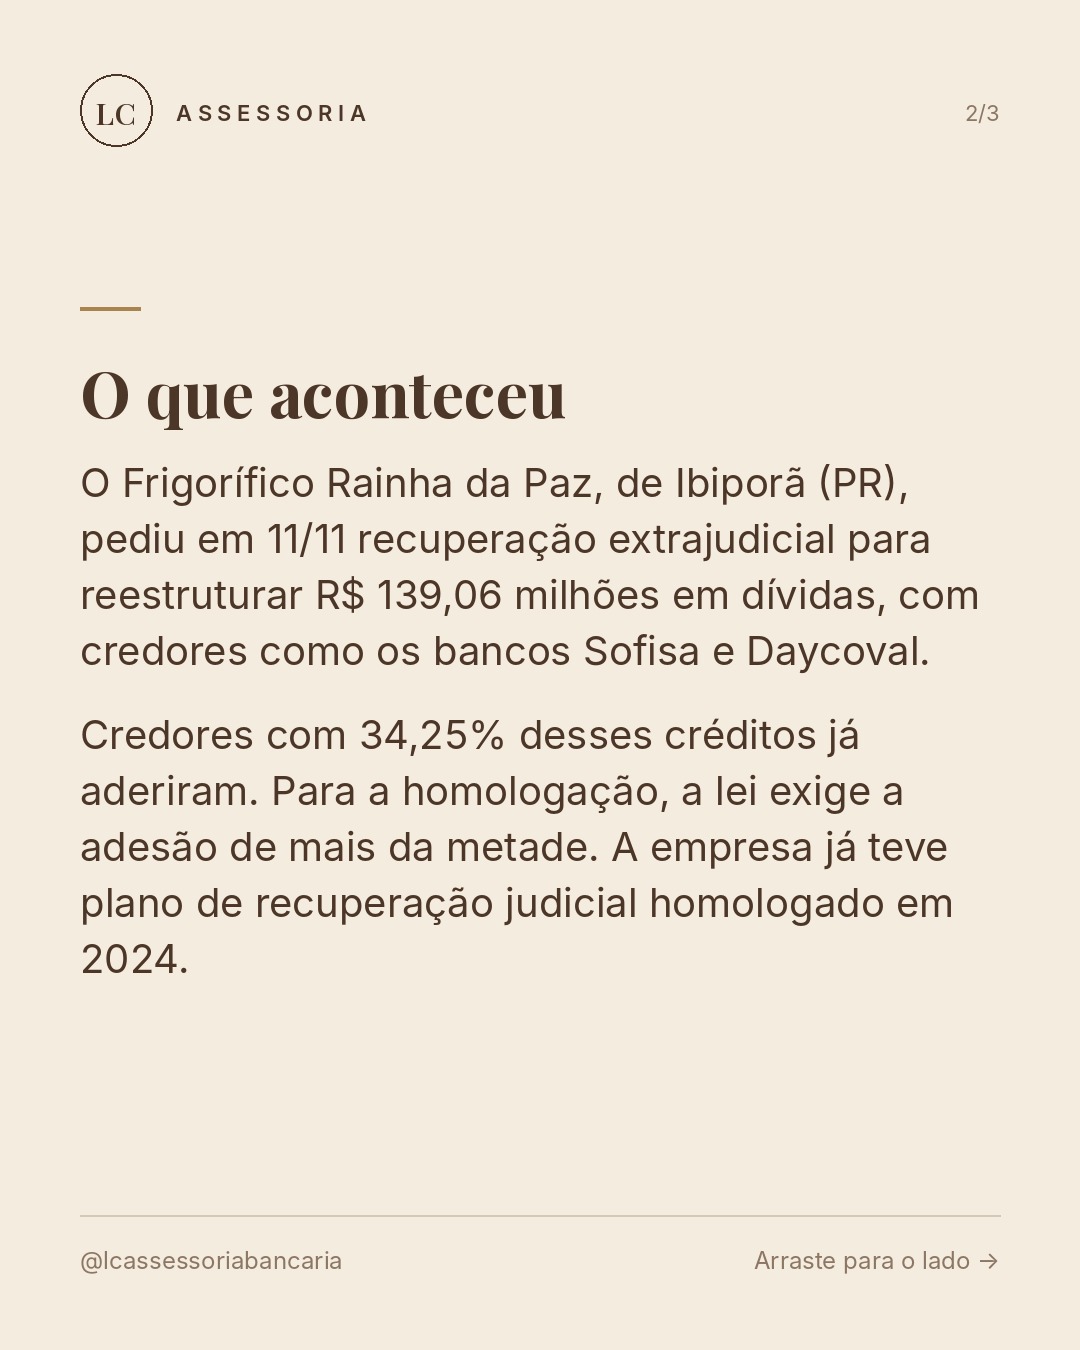 LC ASSESSORIA
2/3
O que aconteceu
O Frigorífico Rainha da Paz, de Ibiporã (PR),
pediu em 11/11 recuperação extrajudicial para
reestruturar R$ 139,06 milhões em dívidas, com
credores como os bancos Sofisa e Daycoval.
Credores com 34,25% desses créditos já
aderiram. Para a homologação, a lei exige a
adesão de mais da metade. A empresa já teve
plano de recuperação judicial homologado em
2024.
@lcassessoriabancaria
Arraste para o lado →